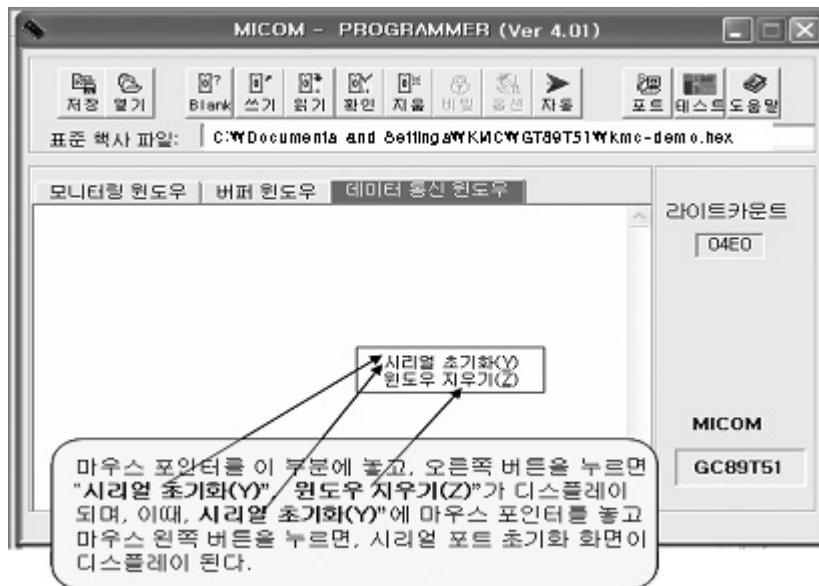 MICOM - PROGRAMMER (Ver 4.01)
저장 열기 Blank 쓰기 읽기 확인 지움 비밀 옵션 자동 포트 테스트 도움말
표준 헥사 파일: C:₩Documents and Settings₩KMC₩GT89T51₩kmc-demo.hex
모니터링 윈도우 버퍼 윈도우 데이터 통신 윈도우
라이트카운트
04E0
시리얼 초기화(Y)
윈도우 지우기(Z)
MICOM
GC89T51
마우스 포인터를 이 부분에 놓고, 오른쪽 버튼을 누르면
"시리얼 초기화(Y)", 윈도우 지우기(Z)"가 디스플레이
되며, 이때, 시리얼 초기화(Y)"에 마우스 포인터를 놓고
마우스 왼쪽 버튼을 누르면, 시리얼 포트 초기화 화면이
디스플레이 된다.